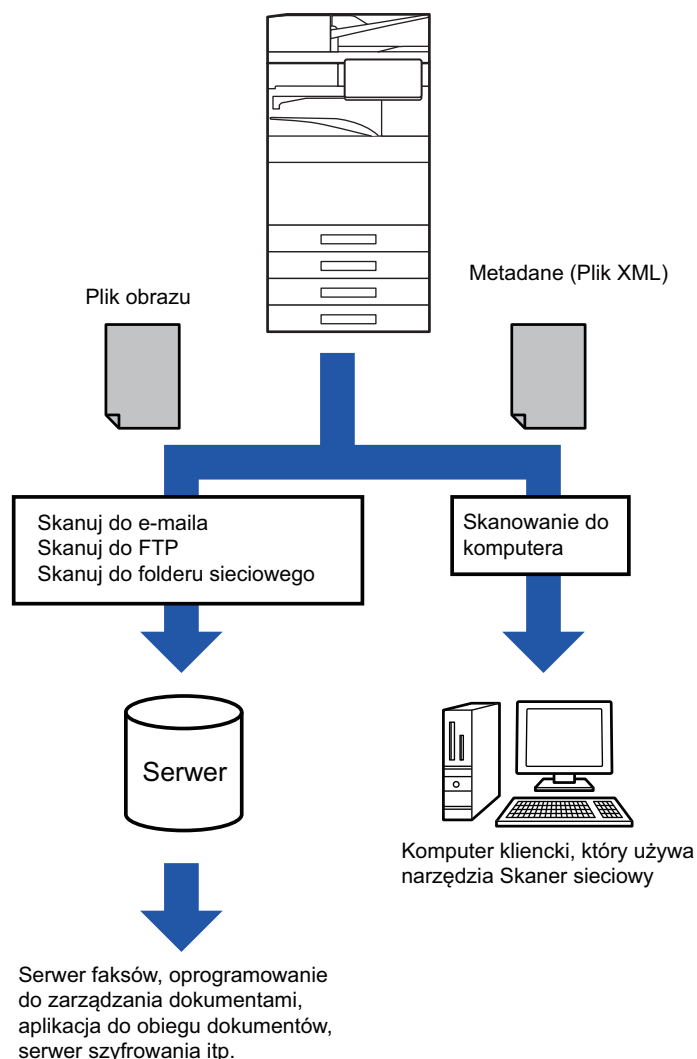 Metadane (Plik XML)
Plik obrazu
Skanuj do e-maila
Skanuj do FTP
Skanuj do folderu sieciowego
Skanowanie do
komputera
Serwer
Komputer kliencki, który używa
narzędzia Skaner sieciowy
Serwer faksów, oprogramowanie
do zarządzania dokumentami,
aplikacja do obiegu dokumentów,
serwer szyfrowania itp.